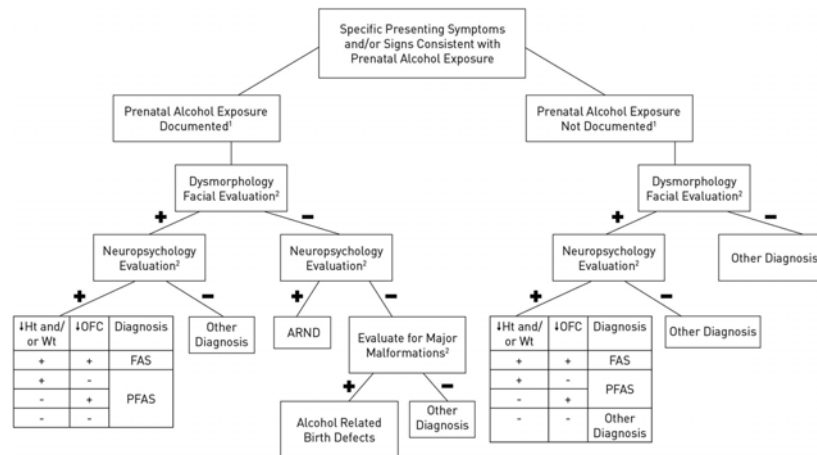 Specific Presenting Symptoms
and/or Signs Consistent with
Prenatal Alcohol Exposure
Prenatal Alcohol Exposure
Documented¹
Prenatal Alcohol Exposure
Not Documented¹
Dysmorphology
Facial Evaluation²
Dysmorphology
Facial Evaluation²
+ −
+ −
Neuropsychology
Evaluation²
Neuropsychology
Evaluation²
Neuropsychology
Evaluation²
Other Diagnosis
+ −
+ −
+ −
↓Ht and/
or Wt ↓OFC Diagnosis
+ + FAS
+ -
PFAS
- +
- -
Other
Diagnosis
ARND
Evaluate for Major
Malformations²
+ −
Alcohol Related
Birth Defects
Other
Diagnosis
↓Ht and/
or Wt ↓OFC Diagnosis
+ + FAS
+ -
PFAS
- +
- - Other
Diagnosis
Other Diagnosis